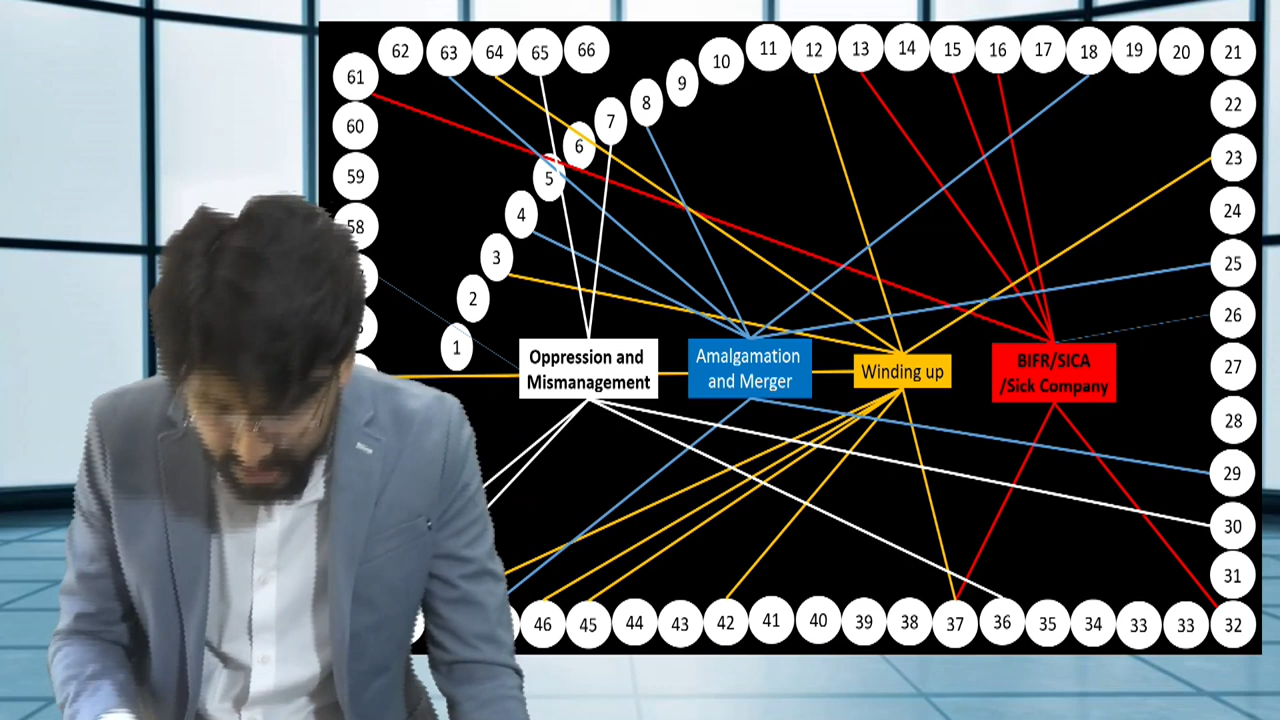 62 63 64 65 66
11 12 13 14 15 16 17 18 19 20 21
10
9
8
7
6
5
4
3
2
1
61
60
59
58
22
23
24
25
26
27
28
29
30
31
Oppression and
Mismanagement
Amalgamation
and Merger
Winding up
BIFR/SICA
/Sick Company
46 45 44 43 42 41 40 39 38 37 36 35 34 33 33 32